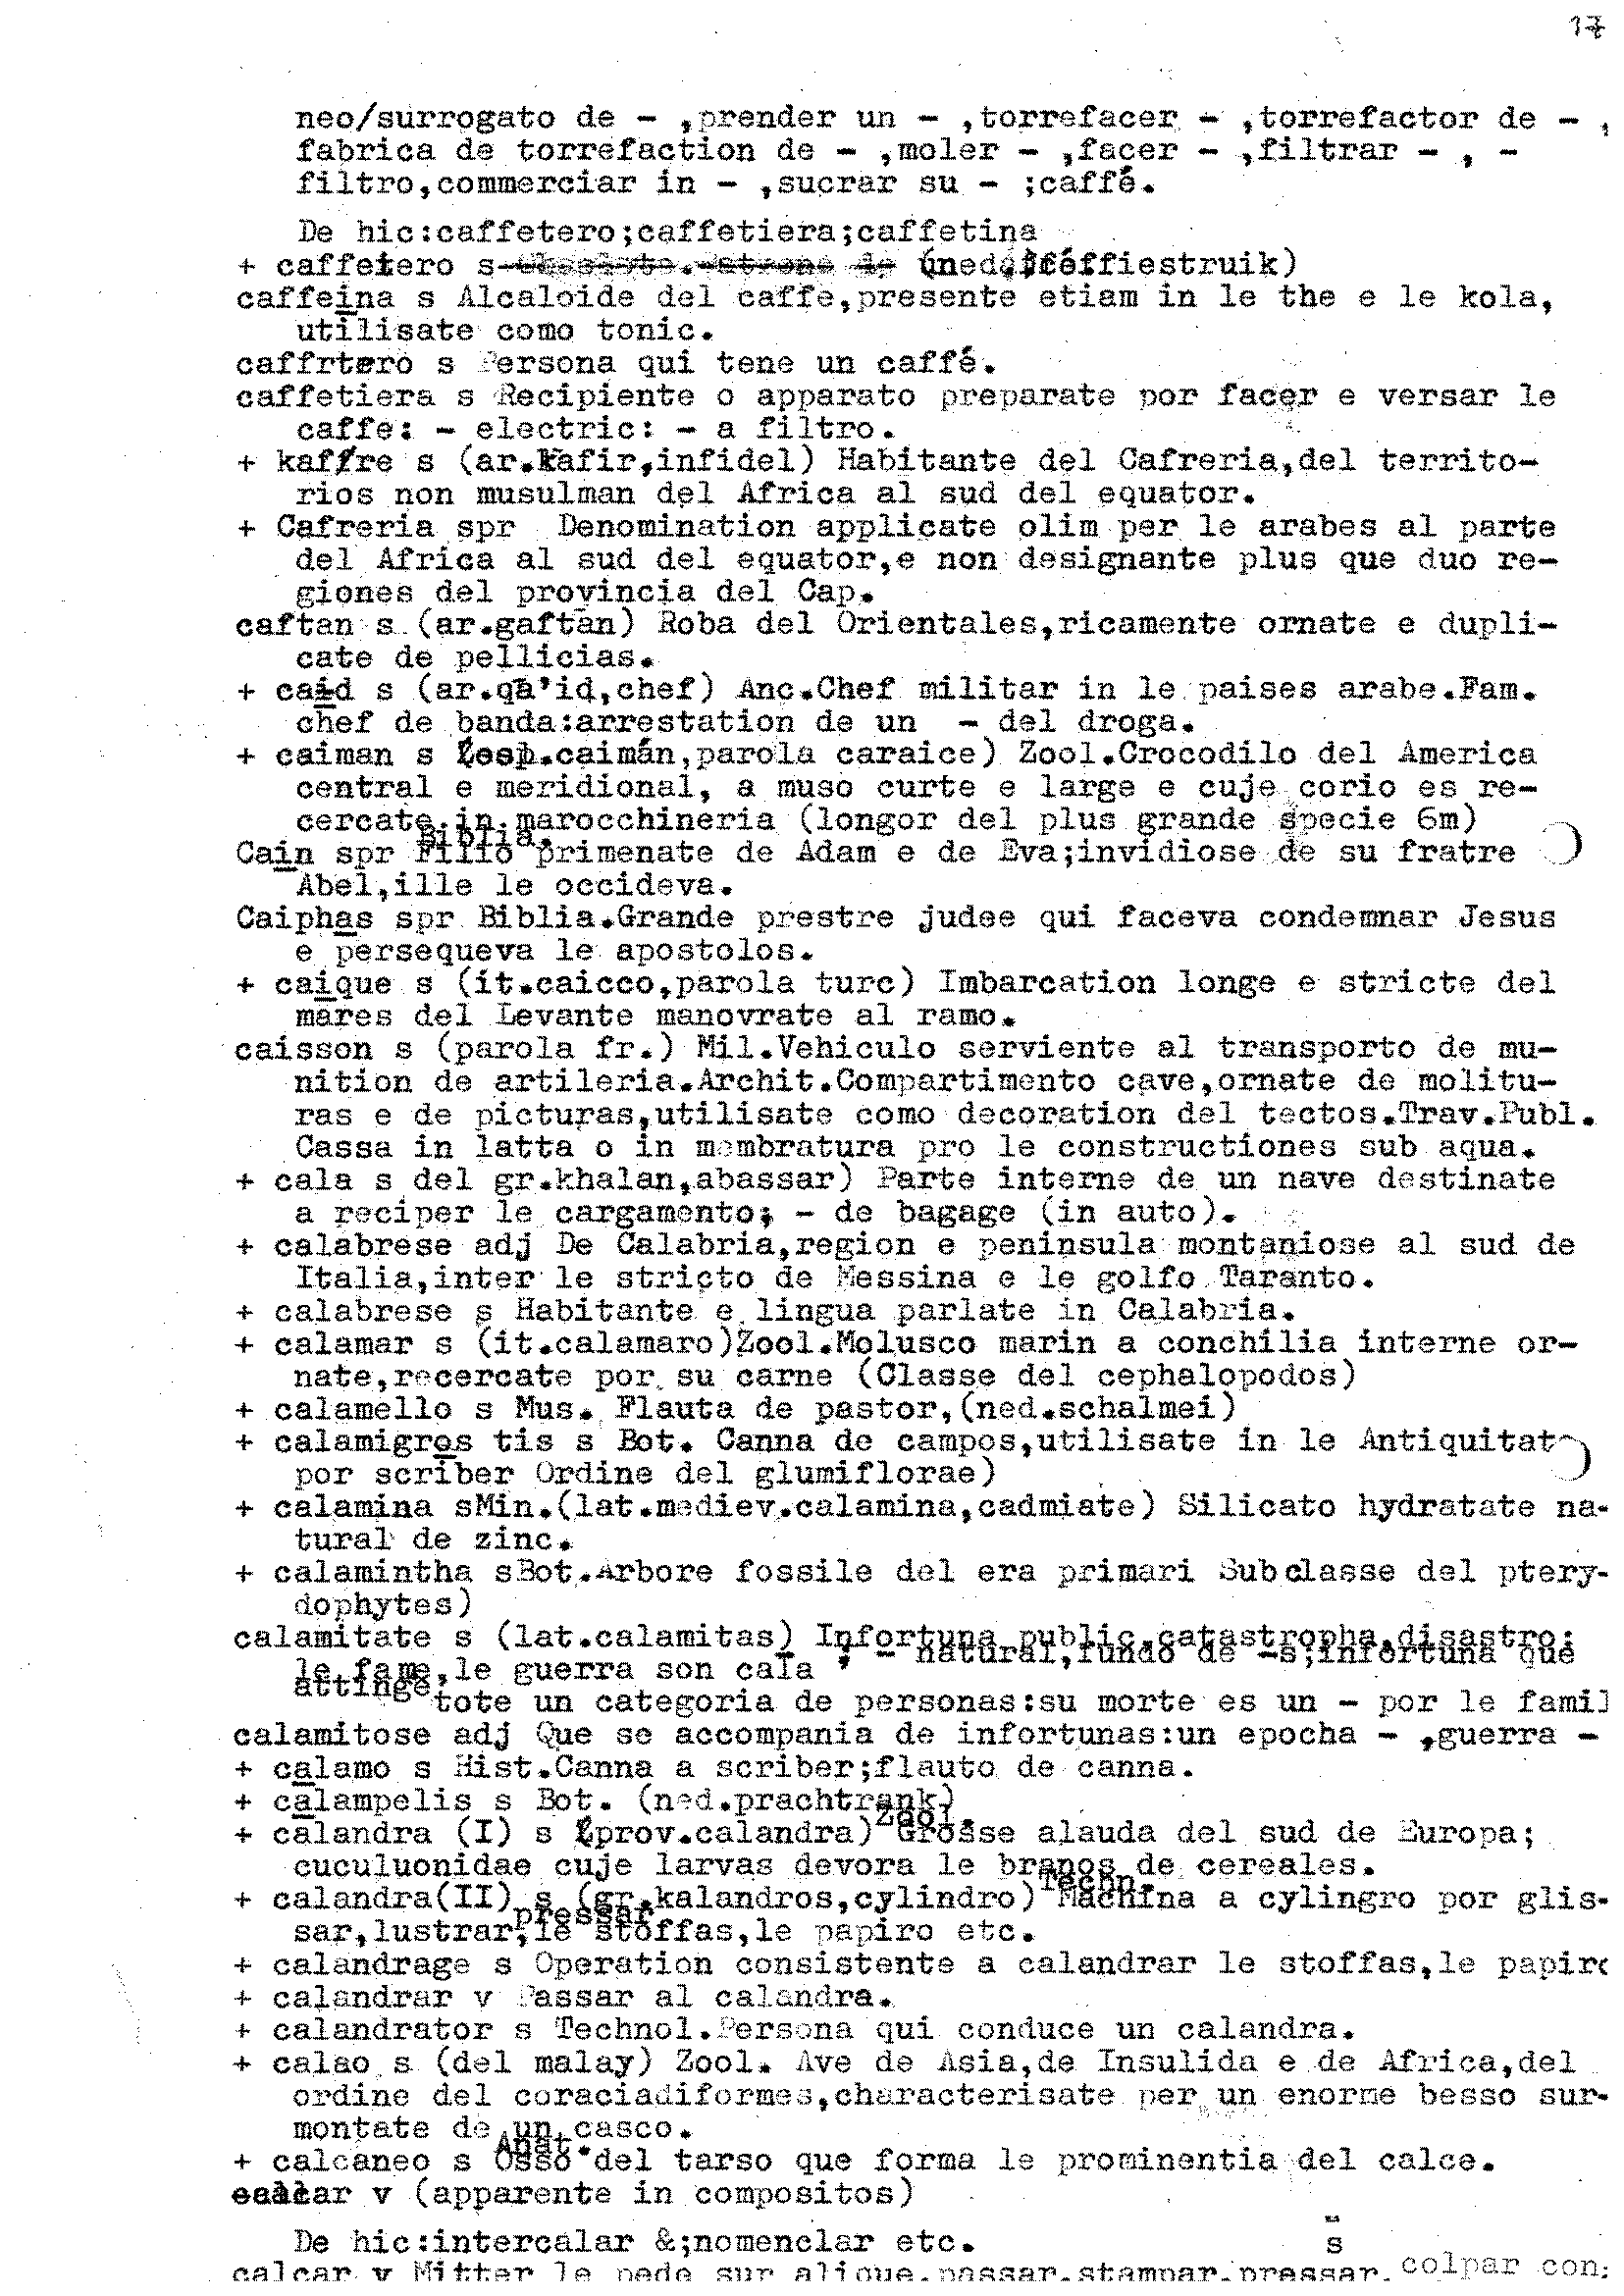 17
neo/surrogato de - ,prender un - ,torrefacer - ,torrefactor de - ,
fabrica de torrefaction de - ,moler - ,facer - ,filtrar - , -
filtro,commerciar in - ,sucrar su - ;caffé.
De hic:caffetero;caffetiera;caffetina
+ caffetero s (ned. koffiestruik)
caffeina s Alcaloide del caffe,presente etiam in le the e le kola,
utilisate como tonic.
caffrtero s Persona qui tene un caffé.
caffetiera s Recipiente o apparato preparate por facer e versar le
caffe: - electric: - a filtro.
+ kaffre s (ar.kafir,infidel) Habitante del Cafreria,del territo-
rios non musulman del Africa al sud del equator.
+ Cafreria spr Denomination applicate olim per le arabes al parte
del Africa al sud del equator,e non designante plus que duo re-
giones del provincia del Cap.
caftan s (ar.gaftan) Roba del Orientales,ricamente ornate e dupli-
cate de pellicias.
+ caid s (ar.qa'id,chef) Anc.Chef militar in le paises arabe.Fam.
chef de banda:arrestation de un - del droga.
+ caiman s (esp.caimán,parola caraice) Zool.Crocodilo del America
central e meridional, a muso curte e large e cuje corio es re-
cercate in marocchineria (longor del plus grande specie 6m)
Cain spr Biblia. Filio primenate de Adam e de Eva;invidiose de su fratre
Abel,ille le occideva.
Caiphas spr Biblia.Grande prestre judee qui faceva condemnar Jesus
e persequeva le apostolos.
+ caique s (it.caicco,parola turc) Imbarcation longe e stricte del
mares del Levante manovrate al ramo.
caisson s (parola fr.) Mil.Vehiculo serviente al transporto de mu-
nition de artileria.Archit.Compartimento cave,ornate de molitu-
ras e de picturas,utilisate como decoration del tectos.Trav.Publ.
Cassa in latta o in membratura pro le constructiones sub aqua.
+ cala s del gr.khalan,abassar) Parte interne de un nave destinate
a reciper le cargamento; - de bagage (in auto).
+ calabrese adj De Calabria,region e peninsula montaniose al sud de
Italia,inter le stricto de Messina e le golfo Taranto.
+ calabrese s Habitante e lingua parlate in Calabria.
+ calamar s (it.calamaro)Zool.Molusco marin a conchilia interne or-
nate,recercate por su carne (Classe del cephalopodos)
+ calamello s Mus. Flauta de pastor,(ned.schalmei)
+ calamigros tis s Bot. Canna de campos,utilisate in le Antiquitat
por scriber Ordine del glumiflorae)
+ calamina sMin.(lat.mediev.calamina,cadmiate) Silicato hydratate na-
tural de zinc.
+ calamintha sBot.Arbore fossile del era primari Subclasse del ptery-
dophytes)
calamitate s (lat.calamitas) Infortuna public,catastropha,disastro:
le fame,le guerra son cala ; - natural,fundo de -s;infortuna que
attinge tote un categoria de personas:su morte es un - por le famil
calamitose adj Que se accompania de infortunas:un epocha - ,guerra -
+ calamo s Hist.Canna a scriber;flauto de canna.
+ calampelis s Bot. (ned.prachtrank)
+ calandra (I) s (prov.calandra) Zool. Grosse alauda del sud de Europa;
cuculuonidae cuje larvas devora le branos de cereales.
+ calandra(II) s (gr.kalandros,cylindro) Techn. Machina a cylingro por glis-
sar,lustrar, pressar le stoffas,le papiro etc.
+ calandrage s Operation consistente a calandrar le stoffas,le papiro
+ calandrar v Passar al calandra.
+ calandrator s Technol.Persona qui conduce un calandra.
+ calao s (del malay) Zool. Ave de Asia,de Insulida e de Africa,del
ordine del coraciadiformes,characterisate per un enorme besso sur-
montate de un casco.
+ calcaneo s Anat. Osso del tarso que forma le prominentia del calce.
calar v (apparente in compositos)
De hic:intercalar &;nomenclar etc.
s
calcar v Mitter le pede sur alique,passar,stampar,pressar, colpar con;